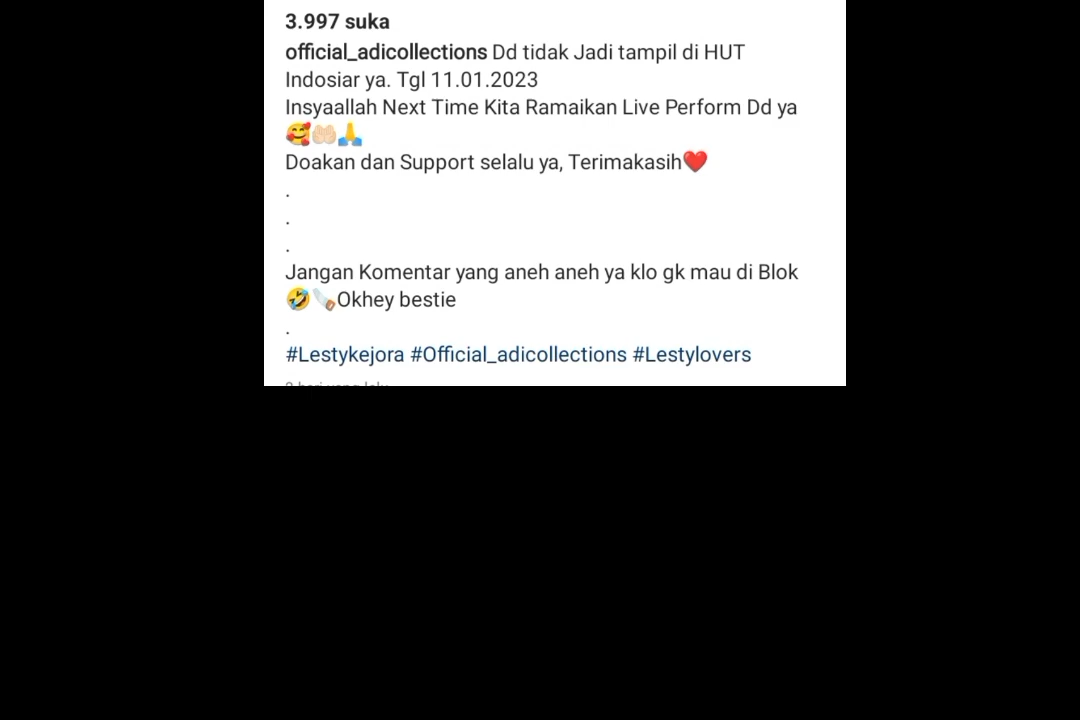 3.997 suka
official_adicollections Dd tidak Jadi tampil di HUT
Indosiar ya. Tgl 11.01.2023
Insyaallah Next Time Kita Ramaikan Live Perform Dd ya
🥰🤲🏻🙏
Doakan dan Support selalu ya, Terimakasih❤️
.
.
.
Jangan Komentar yang aneh aneh ya klo gk mau di Blok
🤣🪚Okhey bestie
.
#Lestykejora #Official_adicollections #Lestylovers